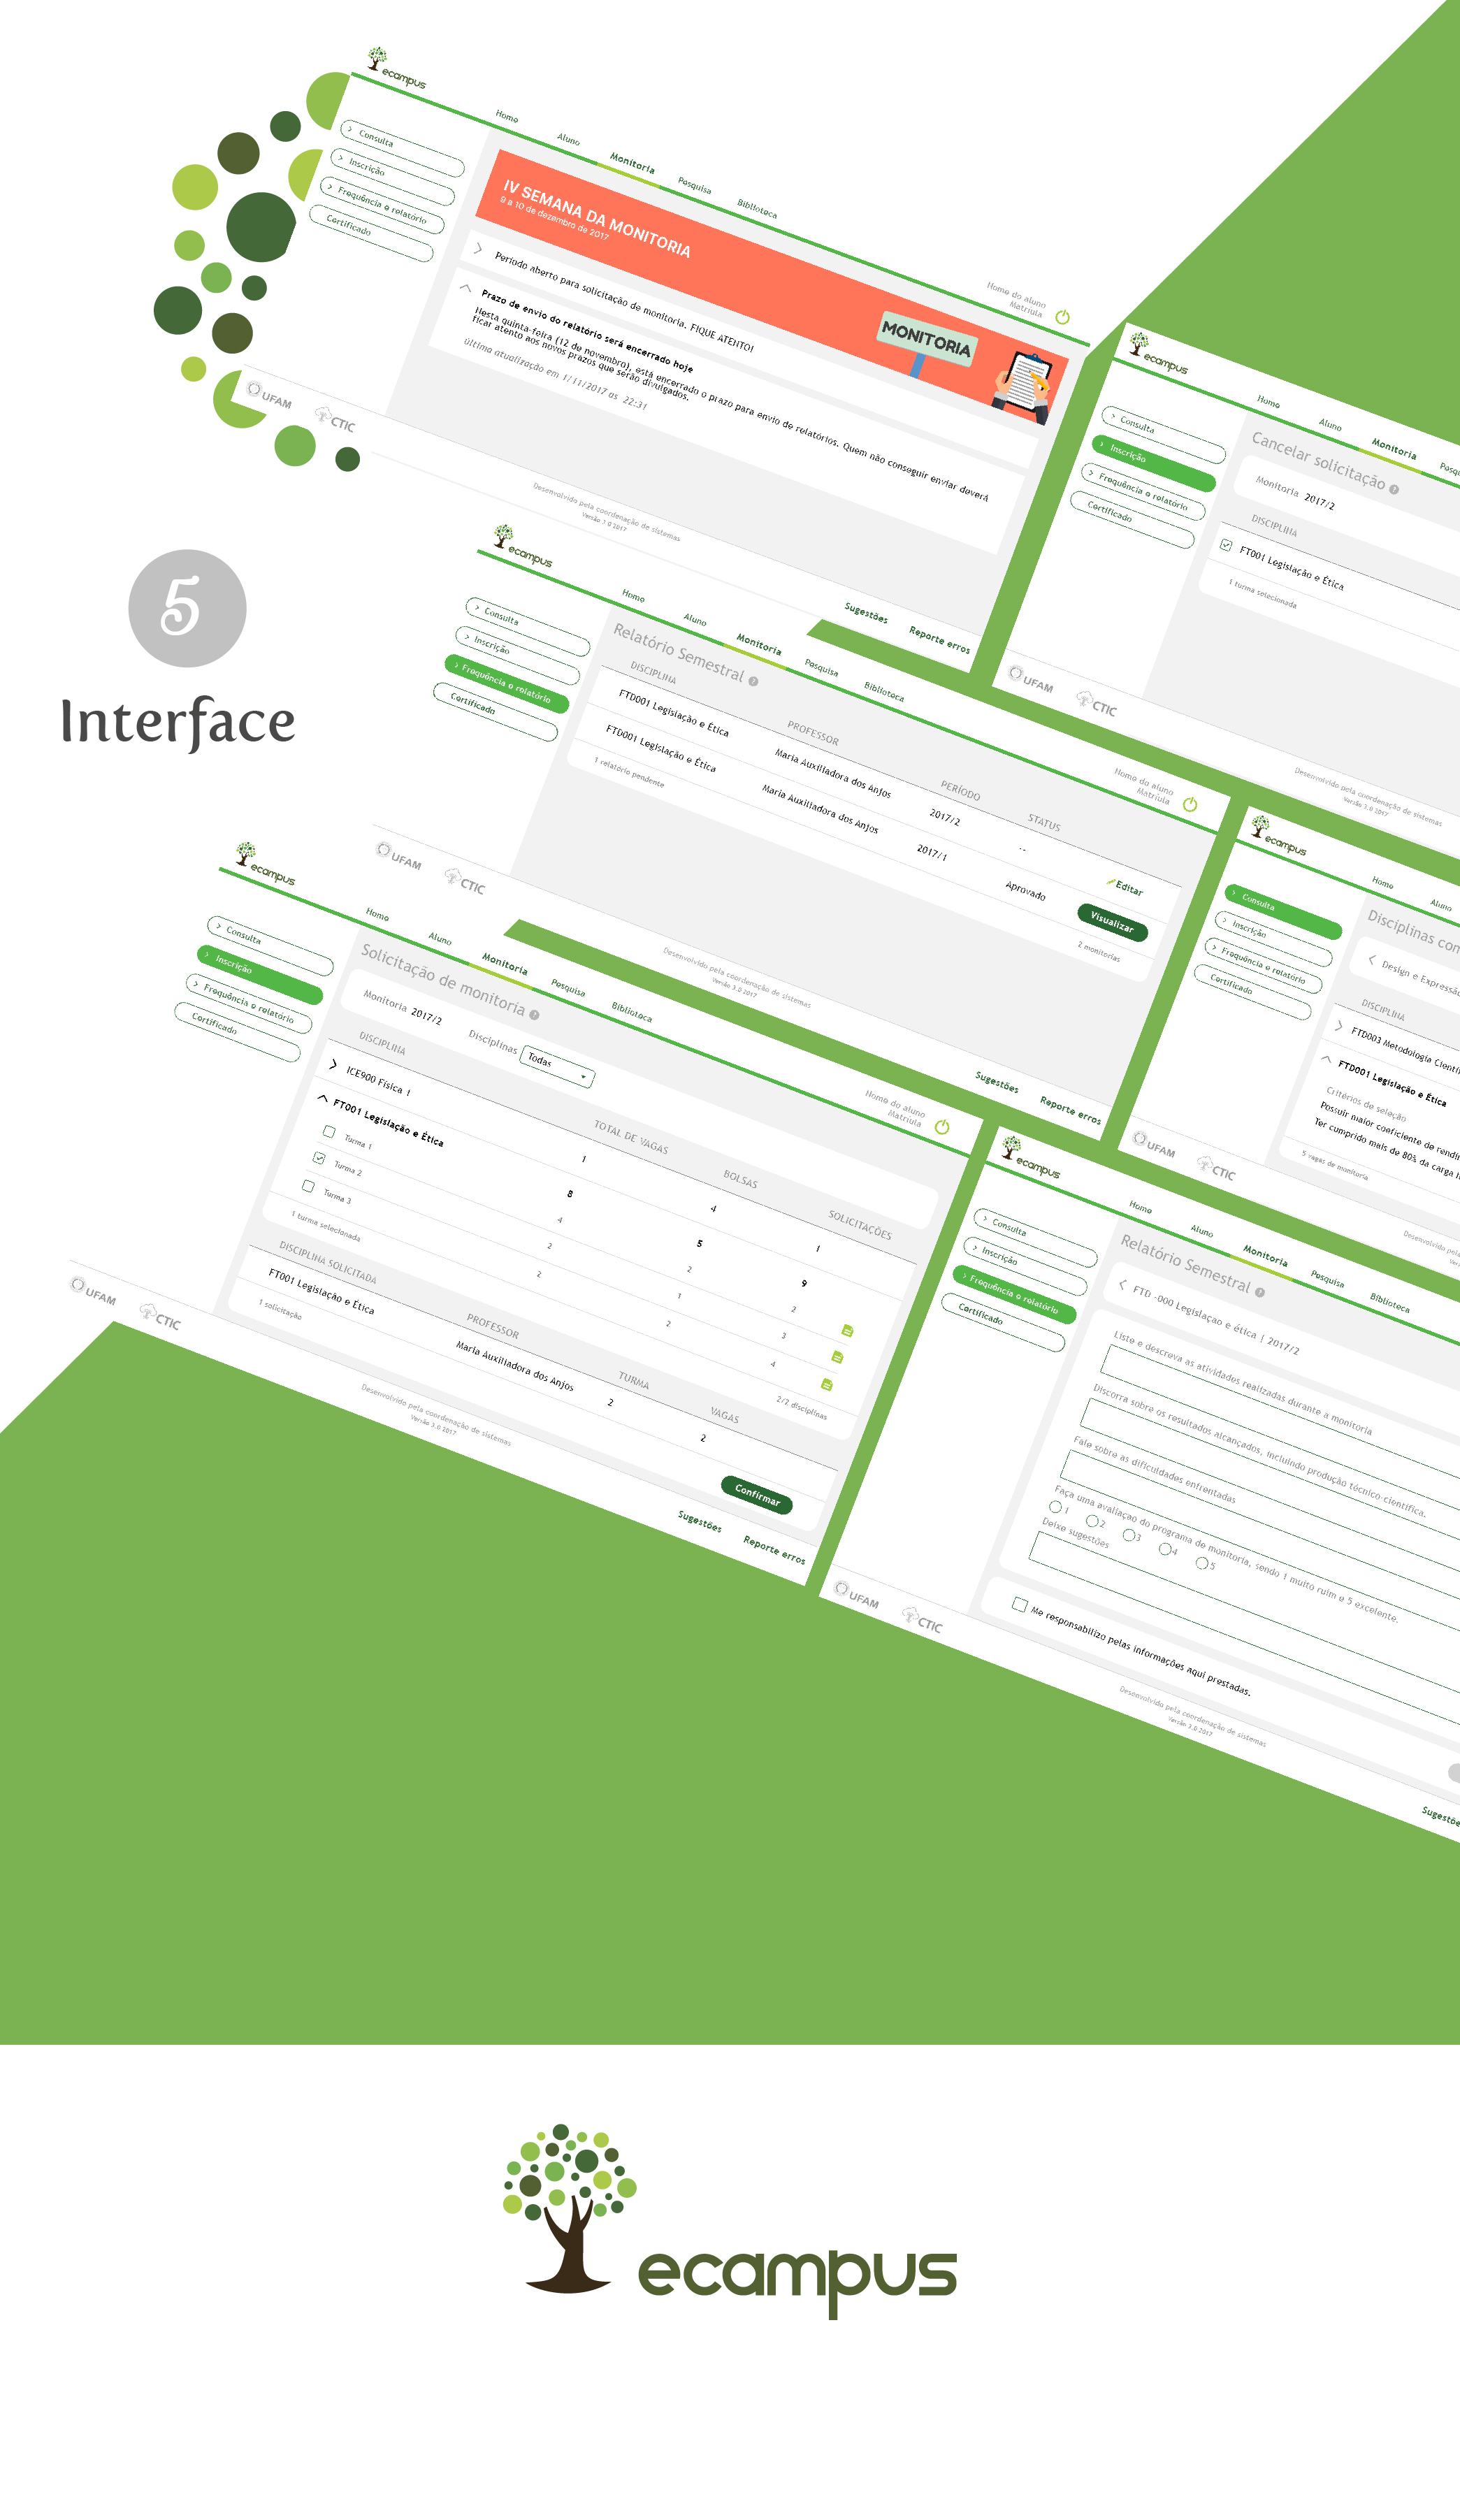 ecampus
Home
Aluno
Monitoria
Pesquisa
Biblioteca
Nome do aluno
Matríula
Consulta
Inscrição
Frequência e relatório
Certificado
IV SEMANA DA MONITORIA
9 a 10 de dezembro de 2017
MONITORIA
Período aberto para solicitação de monitoria. FIQUE ATENTO!
Prazo de envio do relatório será encerrado hoje
Nesta quinta-feira (12 de novembro), está encerrado o prazo para envio de relatórios. Quem não conseguir enviar deverá
ficar atento aos novos prazos que serão divulgados.
última atualização em 1/11/2017 as 22:31
UFAM
CTIC
Desenvolvido pela coordenação de sistemas
Versão 3.0 2017
Sugestões
Reporte erros
ecampus
Home
Aluno
Monitoria
Consulta
Inscrição
Frequência e relatório
Certificado
Cancelar solicitação
Monitoria 2017/2
DISCIPLINA
FT001 Legislação e Ética
1 turma selecionada
UFAM
CTIC
Desenvolvido pela coordenação de sistemas
Versão 3.0 2017
5
Interface
ecampus
Home
Aluno
Monitoria
Pesquisa
Biblioteca
Nome do aluno
Matríula
Consulta
Inscrição
Frequência e relatório
Certificado
Relatório Semestral
DISCIPLINA PROFESSOR PERÍODO STATUS
FTD001 Legislação e Ética Maria Auxiliadora dos Anjos 2017/2 -- Editar
FTD001 Legislação e Ética Maria Auxiliadora dos Anjos 2017/1 Aprovado Visualizar
1 relatório pendente 2 monitorias
UFAM
CTIC
Desenvolvido pela coordenação de sistemas
Versão 3.0 2017
Sugestões
Reporte erros
ecampus
Home
Aluno
Consulta
Inscrição
Frequência e relatório
Certificado
Disciplinas com
Design e Expressão
DISCIPLINA
FTD003 Metodologia Científi
FTD001 Legislação e Ética
Critérios de seleção
Possuir maior coeficiente de rendi
Ter cumprido mais de 80% da carga h
5 vagas de monitoria
UFAM
CTIC
ecampus
Home
Aluno
Monitoria
Pesquisa
Biblioteca
Nome do aluno
Matríula
Consulta
Inscrição
Frequência e relatório
Certificado
Solicitação de monitoria
Monitoria 2017/2 Disciplinas Todas
DISCIPLINA TOTAL DE VAGAS BOLSAS SOLICITAÇÕES
ICE900 Física 1 1 4 1
FT001 Legislação e Ética 8 5 9
Turma 1 4 2 2
Turma 2 2 1 3
Turma 3 2 2 4
1 turma selecionada 2/2 disciplinas
DISCIPLINA SOLICITADA PROFESSOR TURMA VAGAS
FT001 Legislação e Ética Maria Auxiliadora dos Anjos 2 2
1 solicitação
Confirmar
UFAM
CTIC
Desenvolvido pela coordenação de sistemas
Versão 3.0 2017
Sugestões
Reporte erros
ecampus
Home
Aluno
Monitoria
Pesquisa
Biblioteca
Consulta
Inscrição
Frequência e relatório
Certificado
Relatório Semestral
FTD -000 Legislaçao e ética | 2017/2
Liste e descreva as atividades realizadas durante a monitoria
Discorra sobre os resultados alcançados, incluindo produção técnico-científica.
Fale sobre as dificuldades enfrentadas
Faça uma avaliaçao do programa de monitoria, sendo 1 muito ruim e 5 excelente.
1 2 3 4 5
Deixe sugestões
Me responsabilizo pelas informações aqui prestadas.
UFAM
CTIC
Desenvolvido pela coordenação de sistemas
Versão 3.0 2017
ecampus